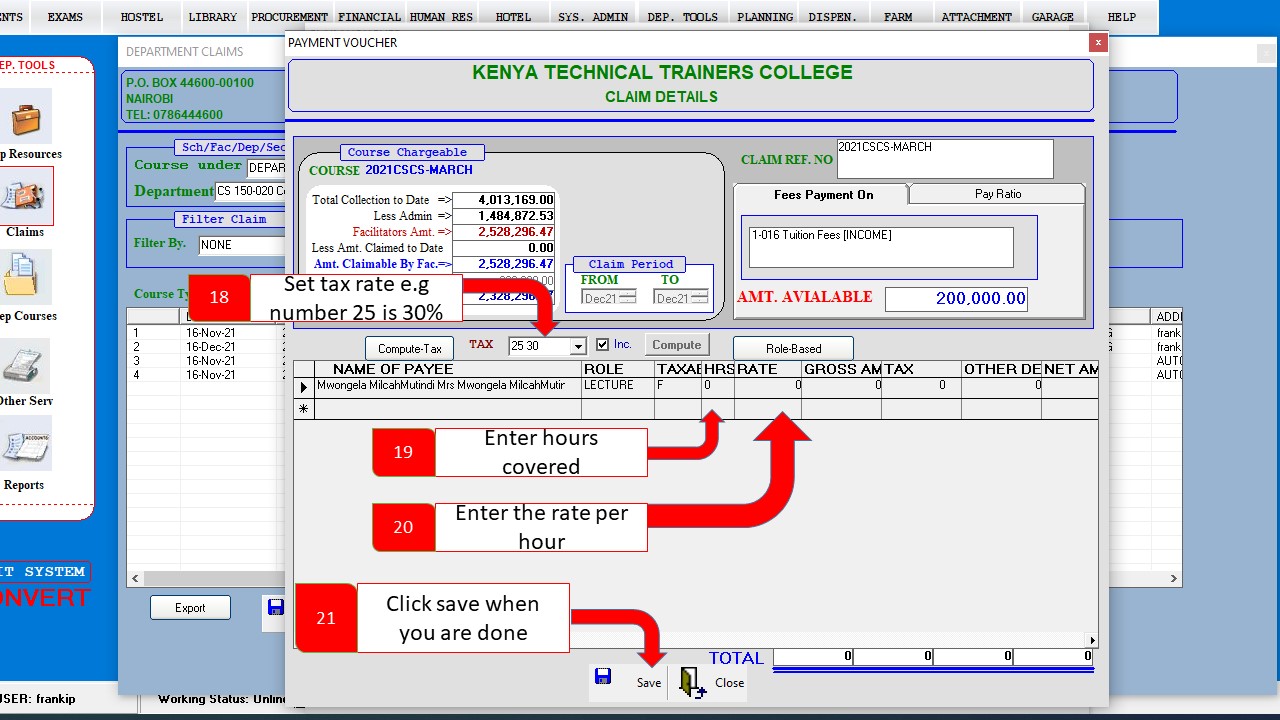 NTS EXAMS HOSTEL LIBRARY PROCUREMENT FINANCIAL HUMAN RES HOTEL SYS. ADMIN DEP. TOOLS PLANNING DISPEN. FARM ATTACHMENT GARAGE HELP
PAYMENT VOUCHER
DEPARTMENT CLAIMS
EP. TOOLS
P.O. BOX 44600-00100
NAIROBI
TEL: 0786444600
KENYA TECHNICAL TRAINERS COLLEGE
CLAIM DETAILS
p Resources
Claims
ep Courses
Other Serv
ACCOUNTS
Reports
IT SYSTEM
NVERT
Sch/Fac/Dep/Sec
Course under DEPAR
Department CS 150-020 C
Filter Claim
Filter By. NONE
Course Ty
Course Chargeable
COURSE 2021CSCS-MARCH
Total Collection to Date => 4,013,169.00
Less Admin => 1,484,872.53
Facilitators Amt. => 2,528,296.47
Less Amt. Claimed to Date 0.00
Amt. Claimable By Fac.=> 2,528,296.47
CLAIM REF. NO 2021CSCS-MARCH
Fees Payment On Pay Ratio
1-016 Tuition Fees [INCOME]
AMT. AVIALABLE 200,000.00
Claim Period
FROM TO
Dec21 Dec21
18 Set tax rate e.g
number 25 is 30%
Compute-Tax TAX 25 30 Inc. Compute Role-Based
NAME OF PAYEE ROLE TAXAE HRS RATE GROSS AM TAX OTHER DE NET AM
Mwongela MilcahMutindi Mrs Mwongela MilcahMutir LECTURE F 0 0 0 0 0
*
1 16-Nov-21
2 16-Dec-21
3 16-Nov-21
4 16-Nov-21
ADDI
frank
frank
AUT
AUT
19 Enter hours
covered
20 Enter the rate per
hour
21 Click save when
you are done
Export
TOTAL 0 0 0 0
Save Close
USER: frankip Working Status: Online